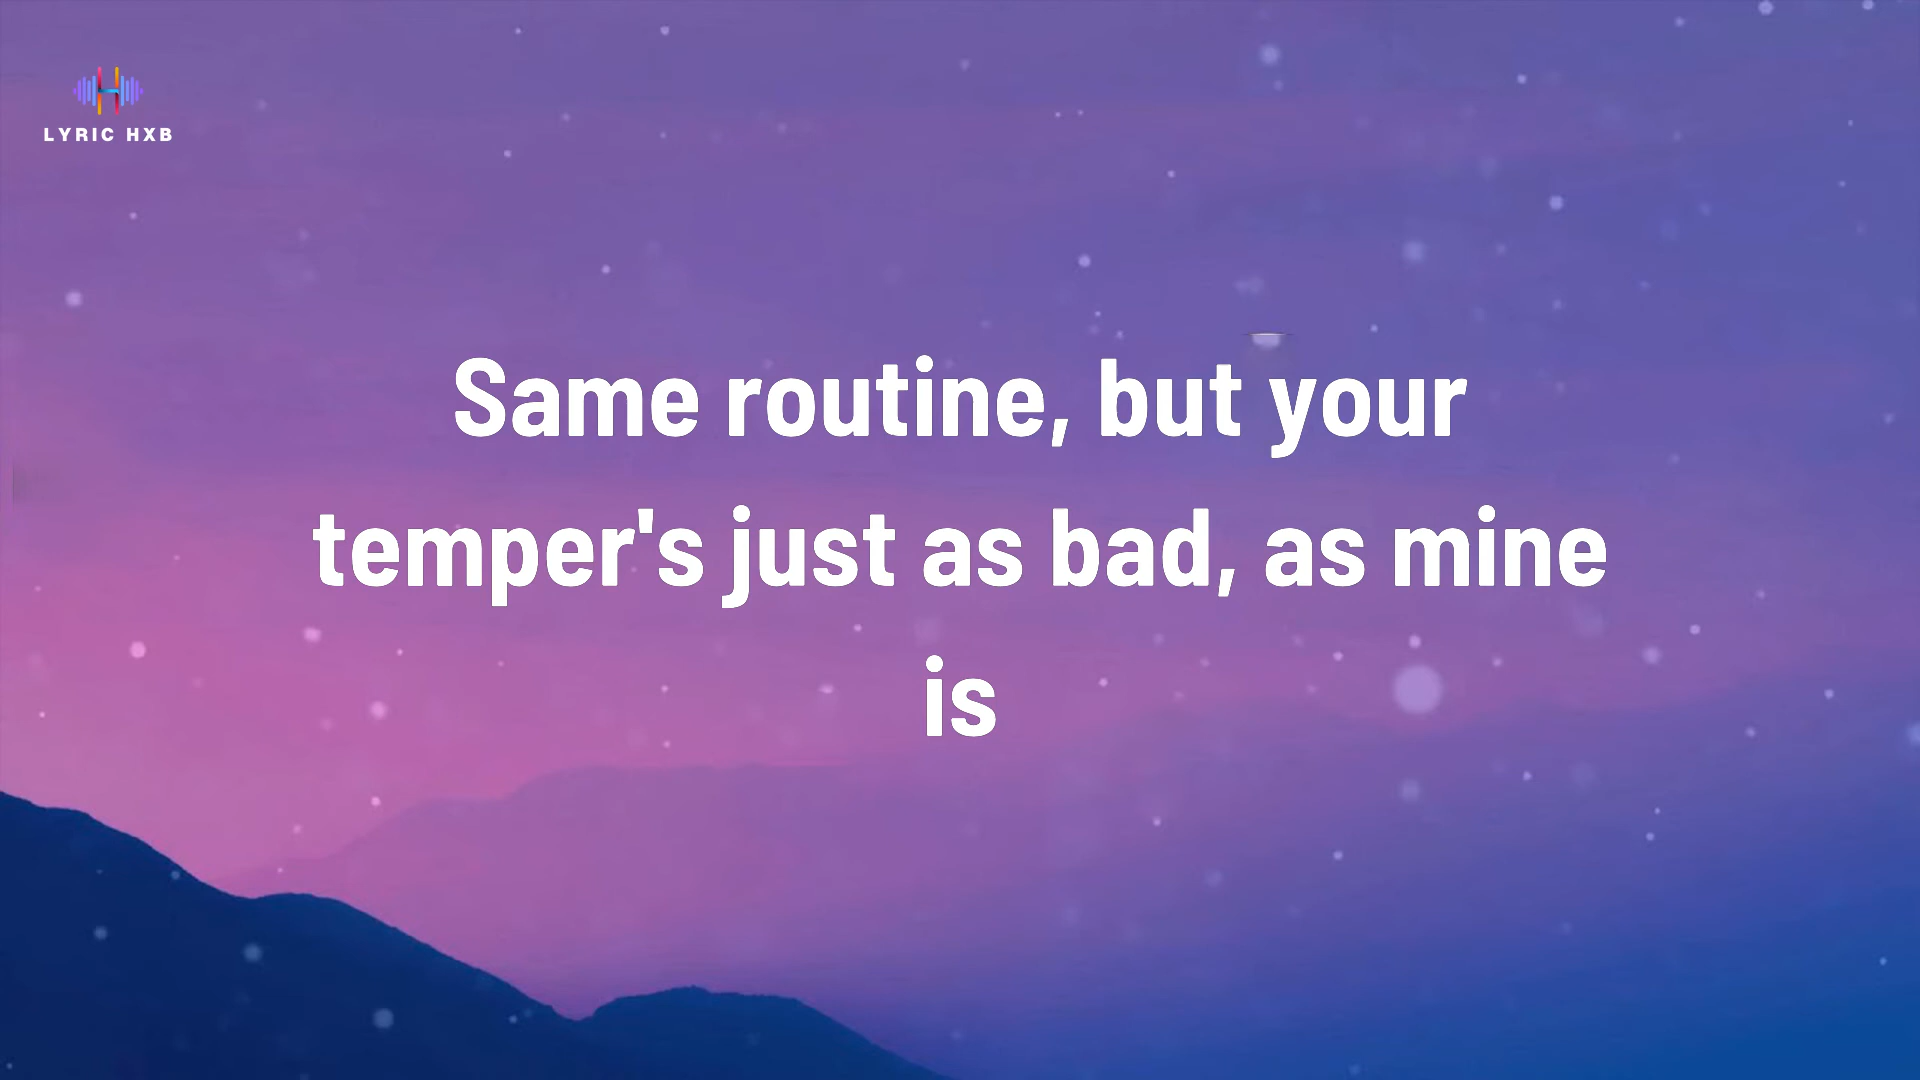 LYRIC HXB
Same routine, but your
temper's just as bad, as mine
is